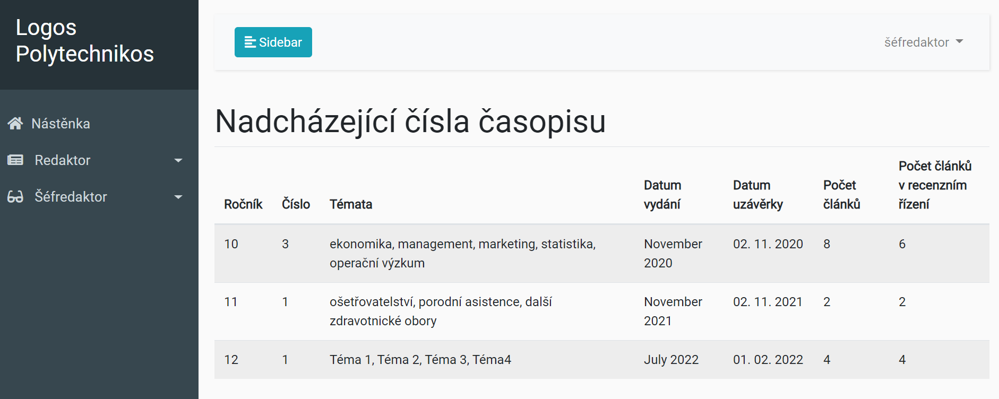 Logos
Polytechnikos
Sidebar
šéfredaktor
Nástěnka
Redaktor
Šéfredaktor
Nadcházející čísla časopisu
Ročník Číslo Témata Datum vydání Datum uzávěrky Počet článků Počet článků v recenzním řízení
10 3 ekonomika, management, marketing, statistika, operační výzkum November 2020 02. 11. 2020 8 6
11 1 ošetřovatelství, porodní asistence, další zdravotnické obory November 2021 02. 11. 2021 2 2
12 1 Téma 1, Téma 2, Téma 3, Téma4 July 2022 01. 02. 2022 4 4